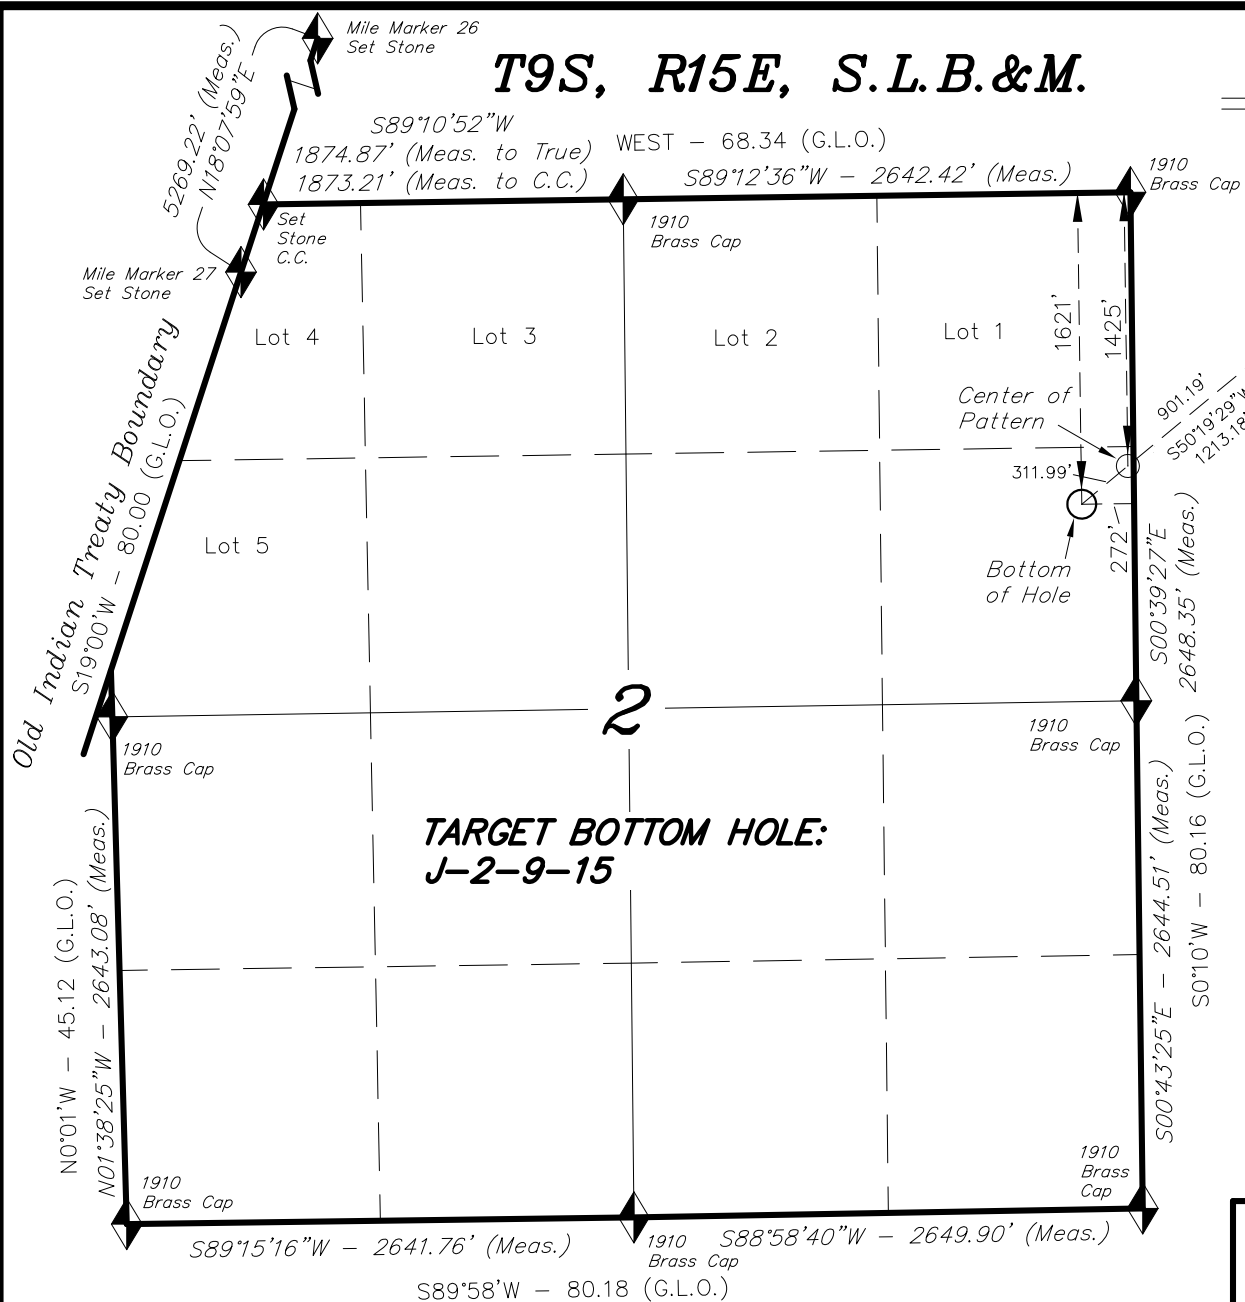 Mile Marker 26
Set Stone
T9S, R15E, S.L.B.&M.
5269.22' (Meas.)
N18°07'59"E
S89°10'52"W
1874.87' (Meas. to True)
1873.21' (Meas. to C.C.)
WEST – 68.34 (G.L.O.)
S89°12'36"W – 2642.42' (Meas.)
1910
Brass Cap
Set
Stone
C.C.
1910
Brass Cap
Mile Marker 27
Set Stone
Lot 4
Lot 3
Lot 2
Lot 1
1621'
1425'
Old Indian Treaty Boundary
S19°00'W – 80.00 (G.L.O.)
Center of
Pattern
901.19'
S50°19'29"W
1213.18'
311.99'
272'
Lot 5
Bottom
of Hole
S00°39'27"E
2648.35' (Meas.)
2
1910
Brass Cap
1910
Brass Cap
TARGET BOTTOM HOLE:
J–2–9–15
N0°01'W – 45.12 (G.L.O.)
N01°38'25"W – 2643.08' (Meas.)
S00°43'25"E – 2644.51' (Meas.)
S0°10'W – 80.16 (G.L.O.)
1910
Brass Cap
1910
Brass
Cap
S89°15'16"W – 2641.76' (Meas.)
1910
Brass Cap
S88°58'40"W – 2649.90' (Meas.)
S89°58'W – 80.18 (G.L.O.)